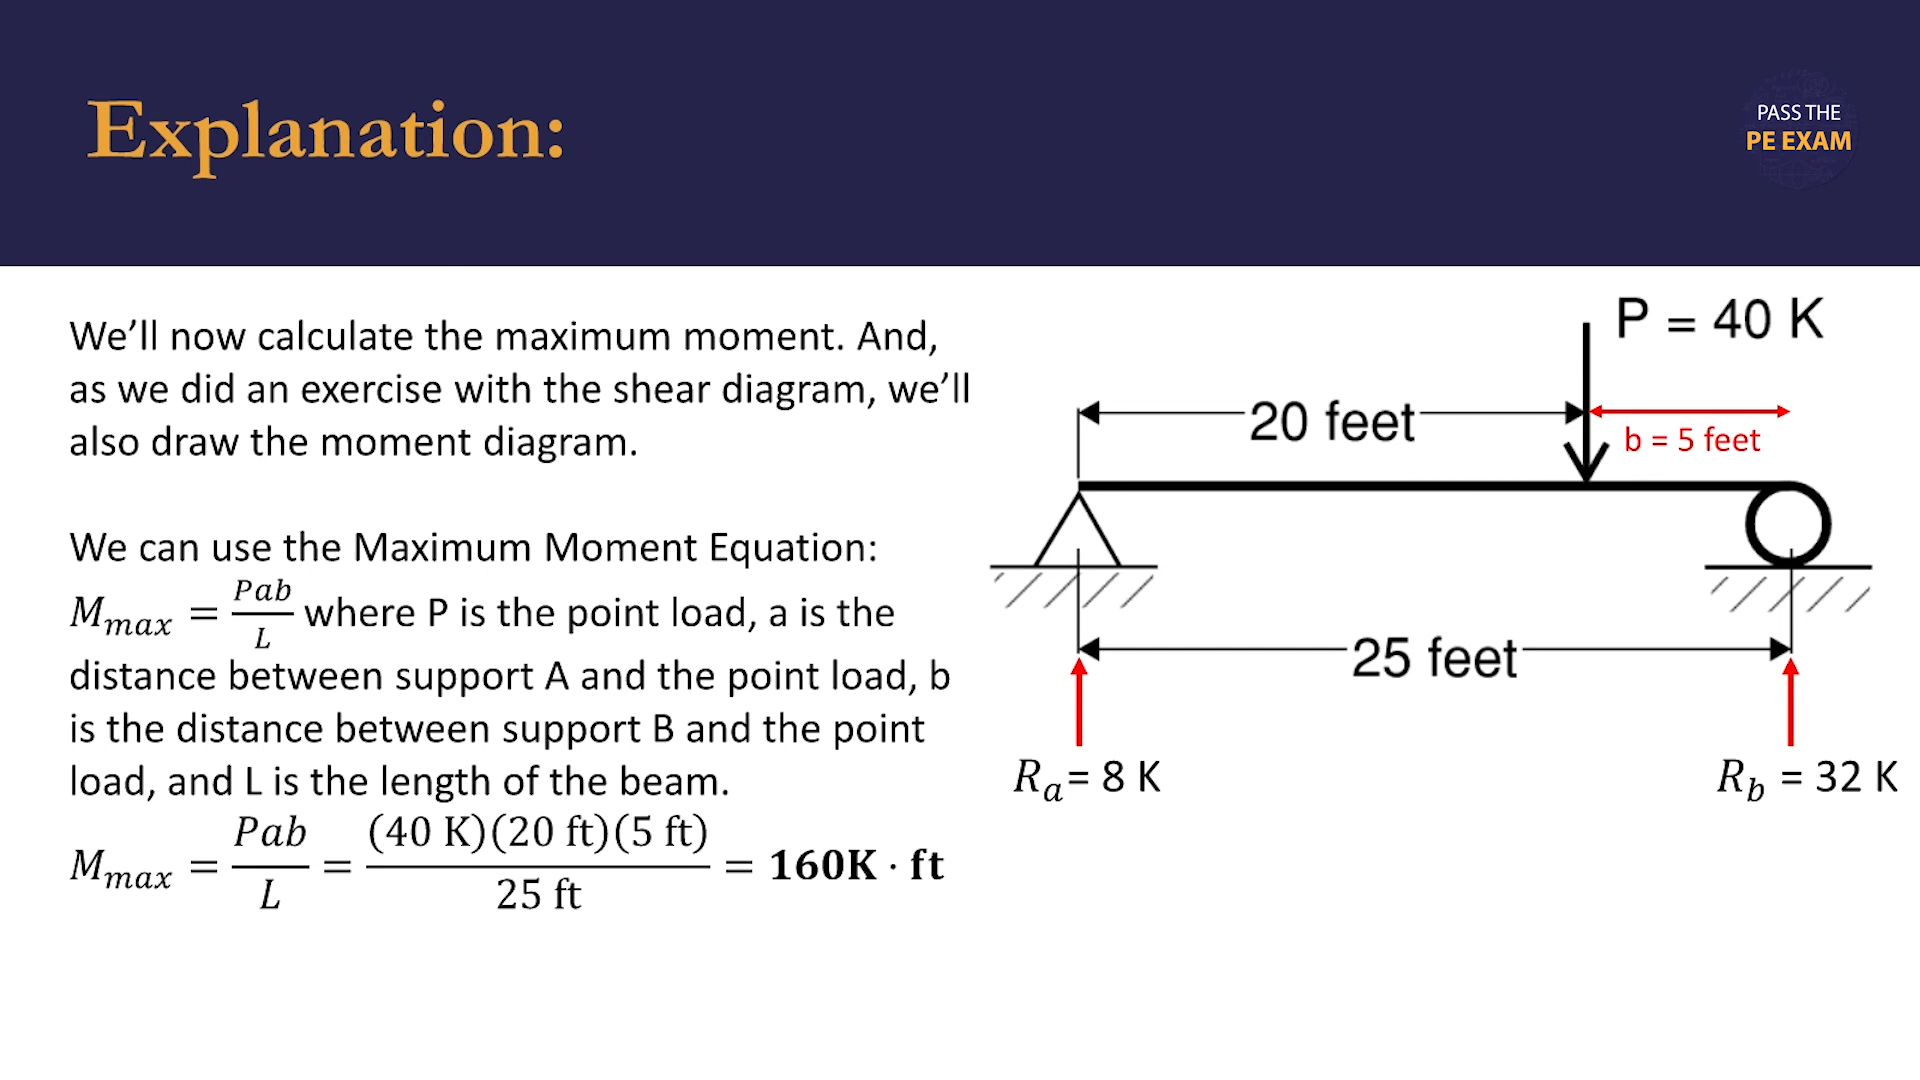 Explanation:
PASS THE
PE EXAM
We’ll now calculate the maximum moment. And,
as we did an exercise with the shear diagram, we’ll
also draw the moment diagram.
We can use the Maximum Moment Equation:
M_max = Pab/L where P is the point load, a is the
distance between support A and the point load, b
is the distance between support B and the point
load, and L is the length of the beam.
M_max = Pab/L = (40 K)(20 ft)(5 ft)/25 ft = 160K · ft
P = 40 K
20 feet
b = 5 feet
25 feet
R_a= 8 K
R_b = 32 K